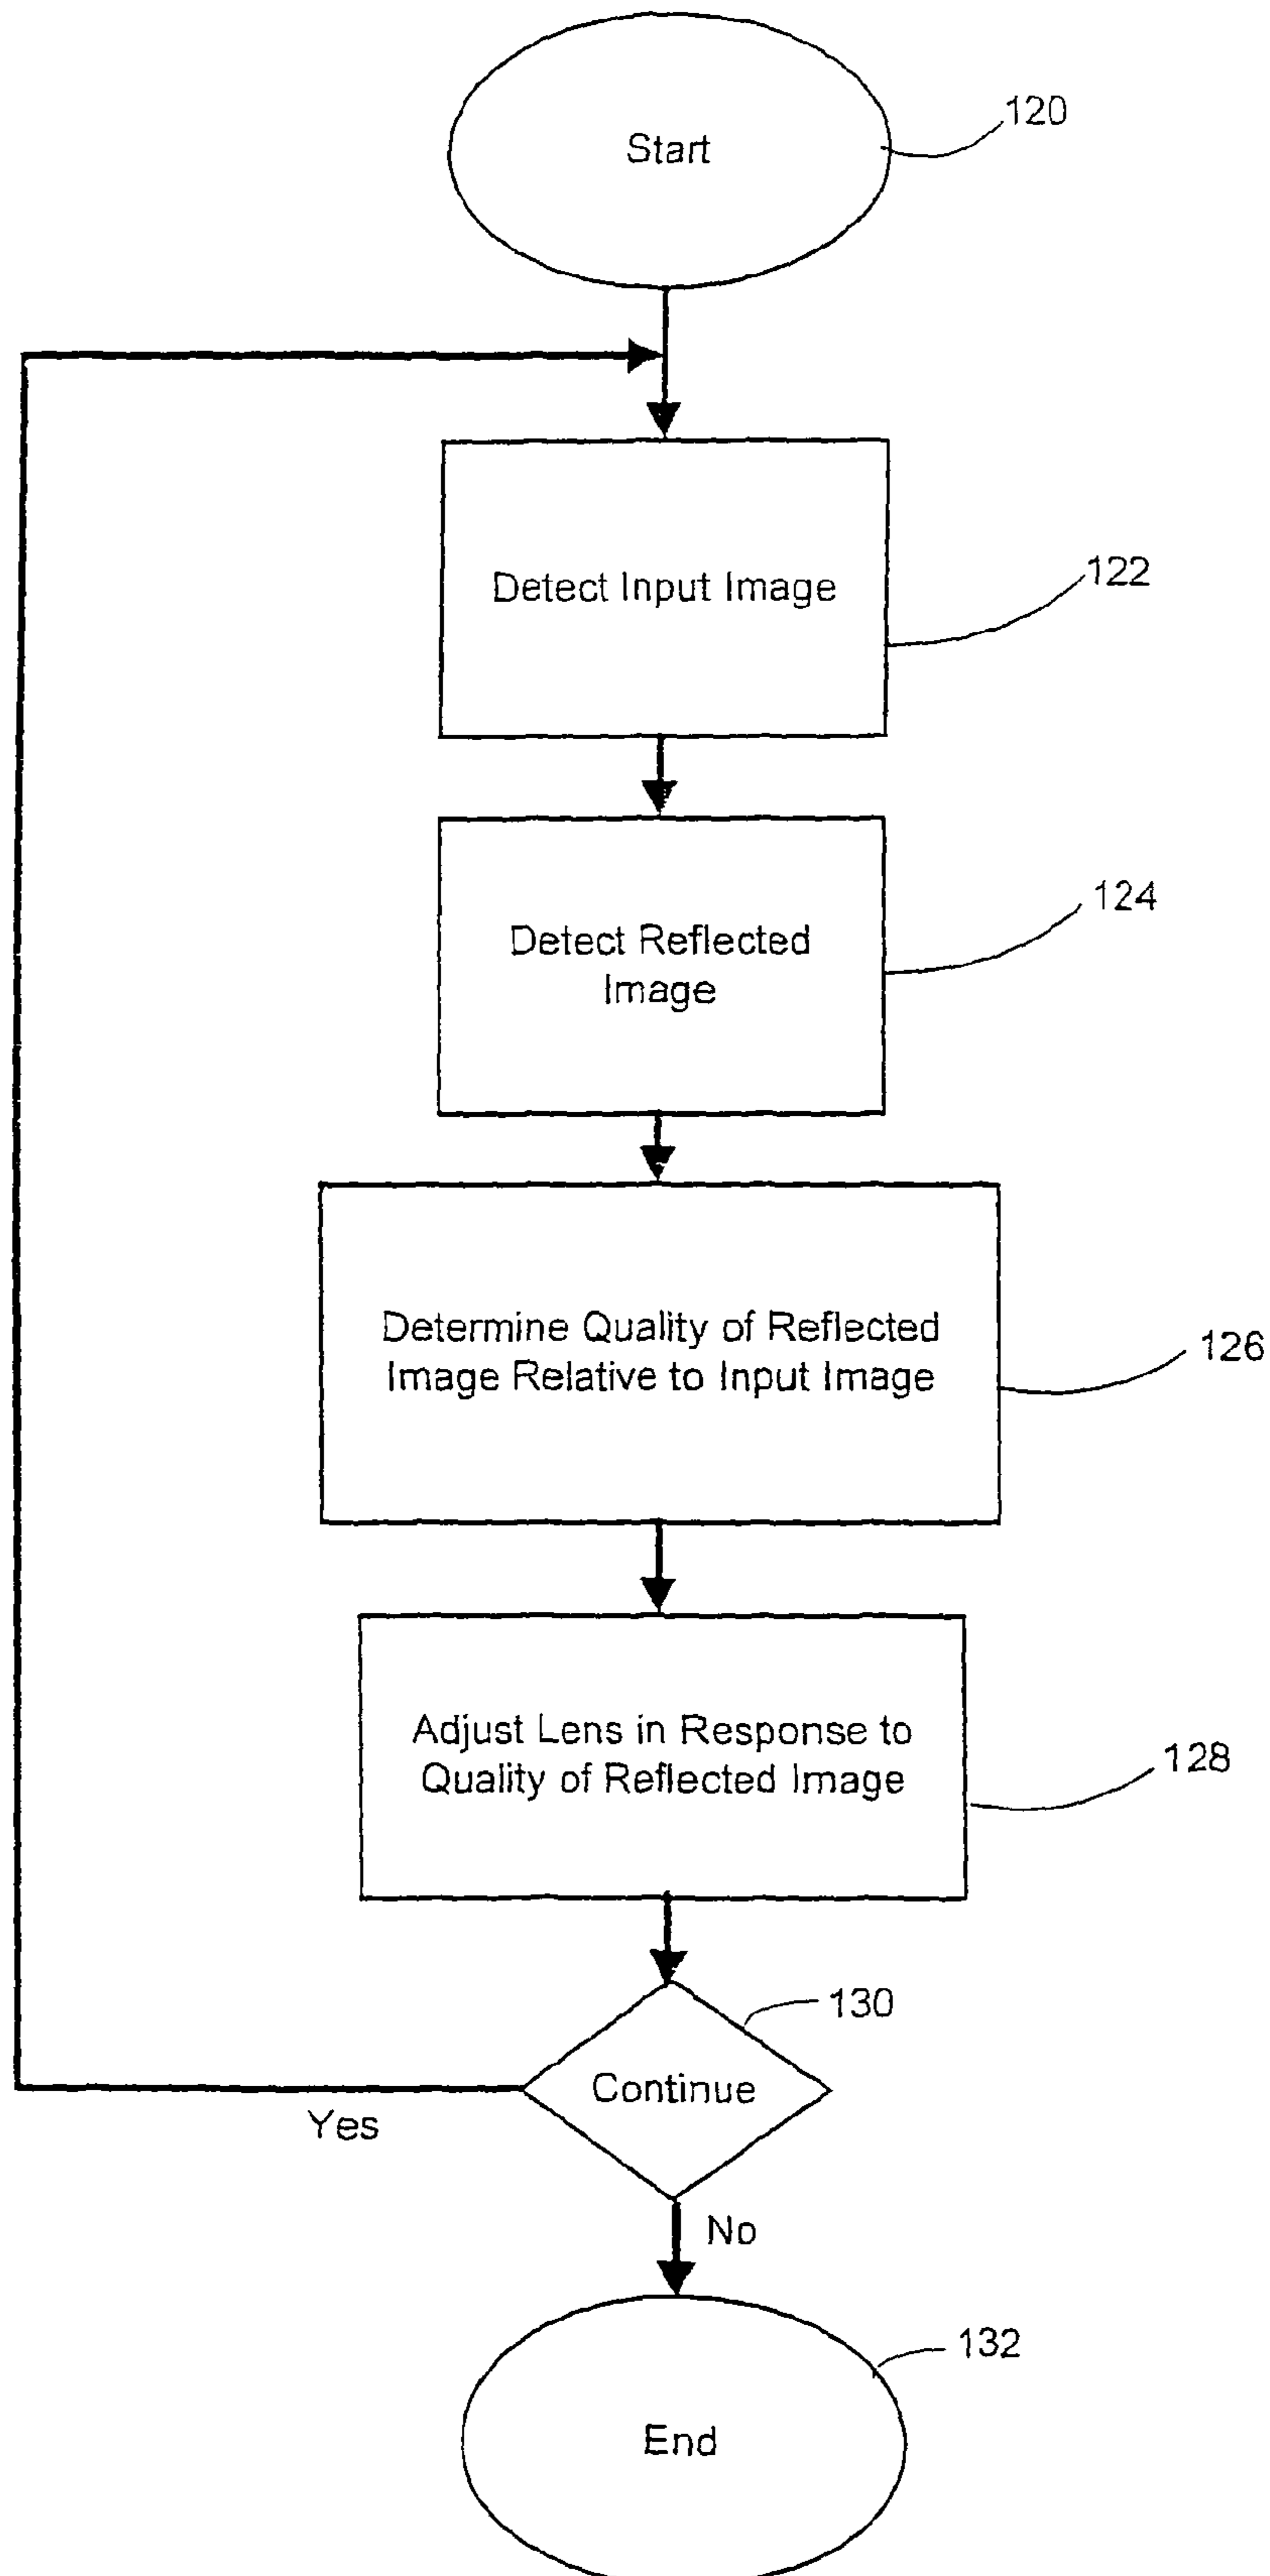 Start
120
Detect Input Image
122
Detect Reflected
Image
124
Determine Quality of Reflected
Image Relative to Input Image
126
Adjust Lens in Response to
Quality of Reflected Image
128
130
Continue
Yes
No
132
End